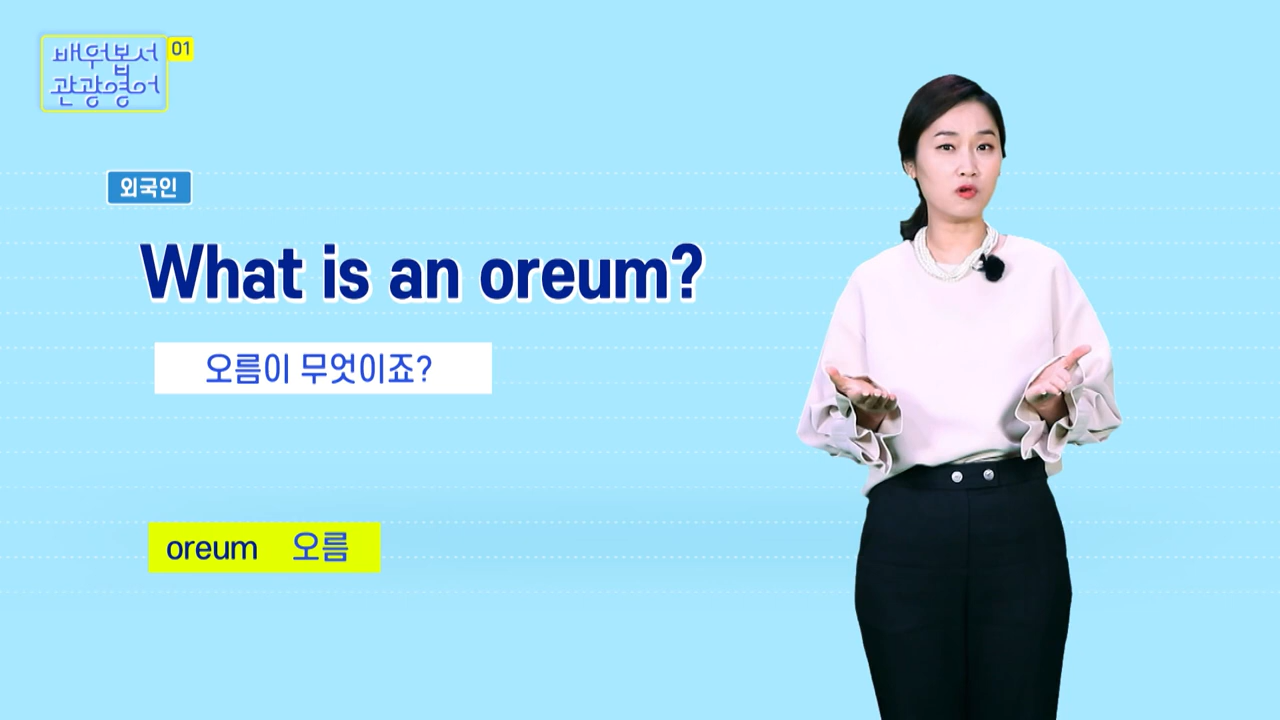 배워봅서 01
관광영어
외국인
What is an oreum?
오름이 무엇이죠?
oreum 오름